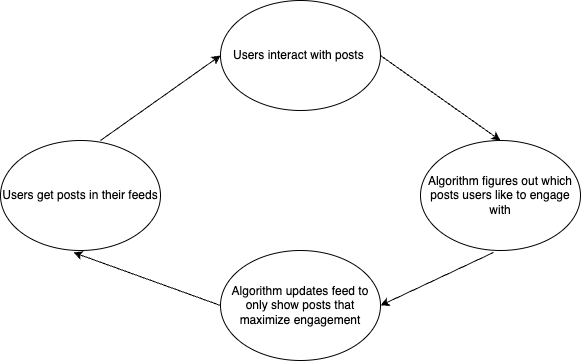 Users interact with posts
Users get posts in their feeds
Algorithm figures out which
posts users like to engage
with
Algorithm updates feed to
only show posts that
maximize engagement